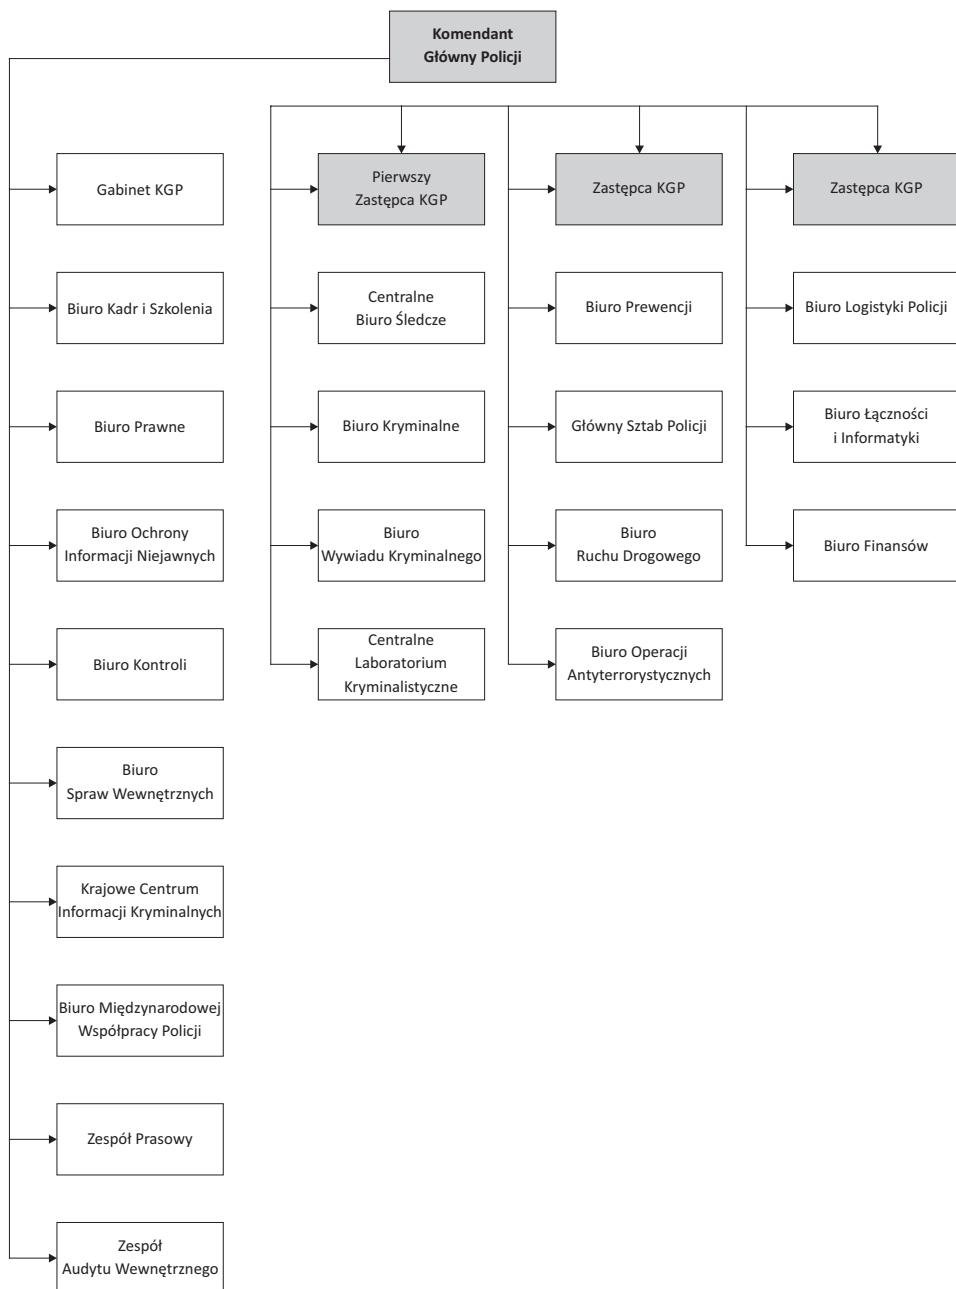 Komendant
Główny Policji
Gabinet KGP
Biuro Kadr i Szkolenia
Biuro Prawne
Biuro Ochrony
Informacji Niejawnych
Biuro Kontroli
Biuro
Spraw Wewnętrznych
Krajowe Centrum
Informacji Kryminalnych
Biuro Międzynarodowej
Współpracy Policji
Zespół Prasowy
Zespół
Audytu Wewnętrznego
Pierwszy
Zastępca KGP
Centralne
Biuro Śledcze
Biuro Kryminalne
Biuro
Wywiadu Kryminalnego
Centralne
Laboratorium
Kryminalistyczne
Zastępca KGP
Biuro Prewencji
Główny Sztab Policji
Biuro
Ruchu Drogowego
Biuro Operacji
Antyterrorystycznych
Zastępca KGP
Biuro Logistyki Policji
Biuro Łączności
i Informatyki
Biuro Finansów